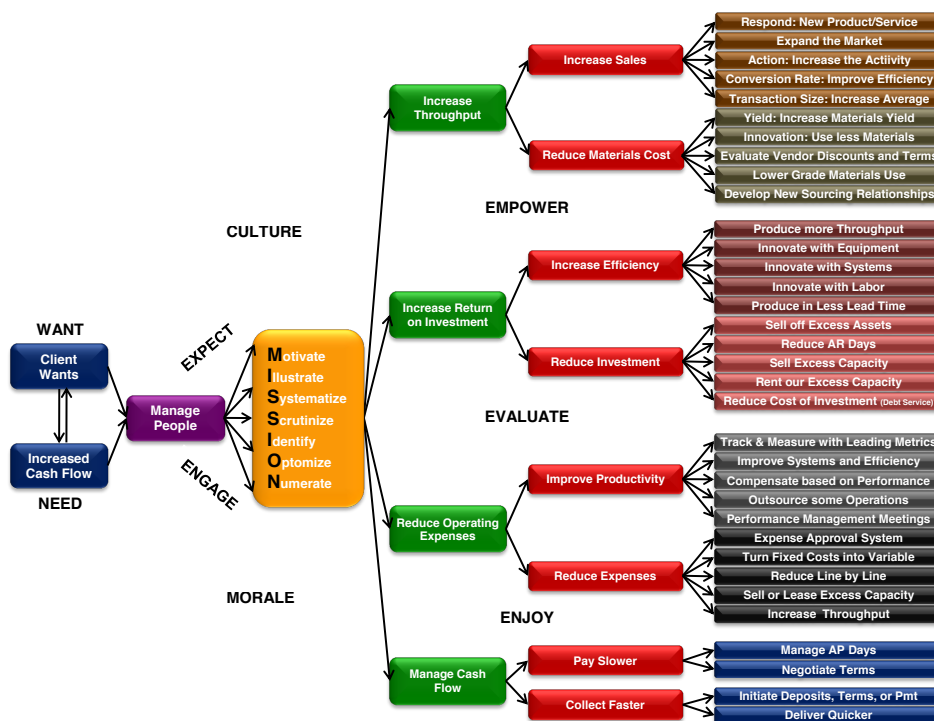 WANT
Client
Wants
Increased
Cash Flow
NEED
Manage
People
EXPECT
ENGAGE
CULTURE
MORALE
Motivate
Illustrate
Systematize
Scrutinize
Identify
Optomize
Numerate
Increase
Throughput
Increase Return
on Investment
Reduce Operating
Expenses
Manage Cash
Flow
EMPOWER
EVALUATE
ENJOY
Increase Sales
Respond: New Product/Service
Expand the Market
Action: Increase the Actiivity
Conversion Rate: Improve Efficiency
Transaction Size: Increase Average
Reduce Materials Cost
Yield: Increase Materials Yield
Innovation: Use less Materials
Evaluate Vendor Discounts and Terms
Lower Grade Materials Use
Develop New Sourcing Relationships
Increase Efficiency
Produce more Throughput
Innovate with Equipment
Innovate with Systems
Innovate with Labor
Produce in Less Lead Time
Reduce Investment
Sell off Excess Assets
Reduce AR Days
Sell Excess Capacity
Rent our Excess Capacity
Reduce Cost of Investment (Debt Service)
Improve Productivity
Track & Measure with Leading Metrics
Improve Systems and Efficiency
Compensate based on Performance
Outsource some Operations
Performance Management Meetings
Reduce Expenses
Expense Approval System
Turn Fixed Costs into Variable
Reduce Line by Line
Sell or Lease Excess Capacity
Increase Throughput
Pay Slower
Manage AP Days
Negotiate Terms
Collect Faster
Initiate Deposits, Terms, or Pmt
Deliver Quicker